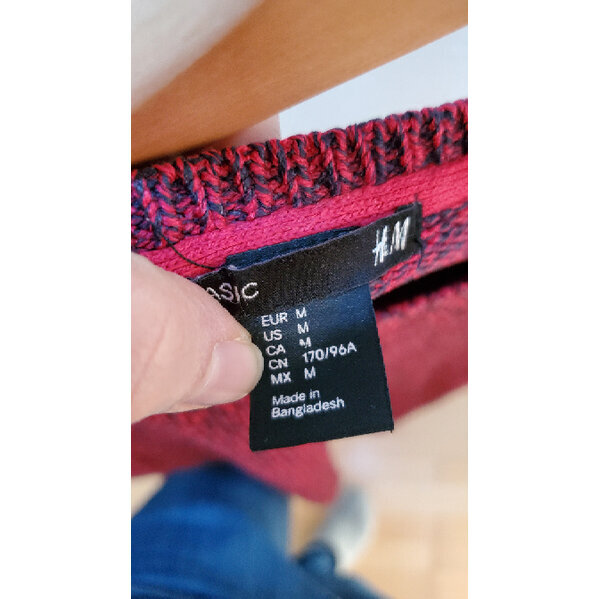 H&M
ASIC
EUR M
US M
CA M
CN 170/96A
MX M
Made in
Bangladesh